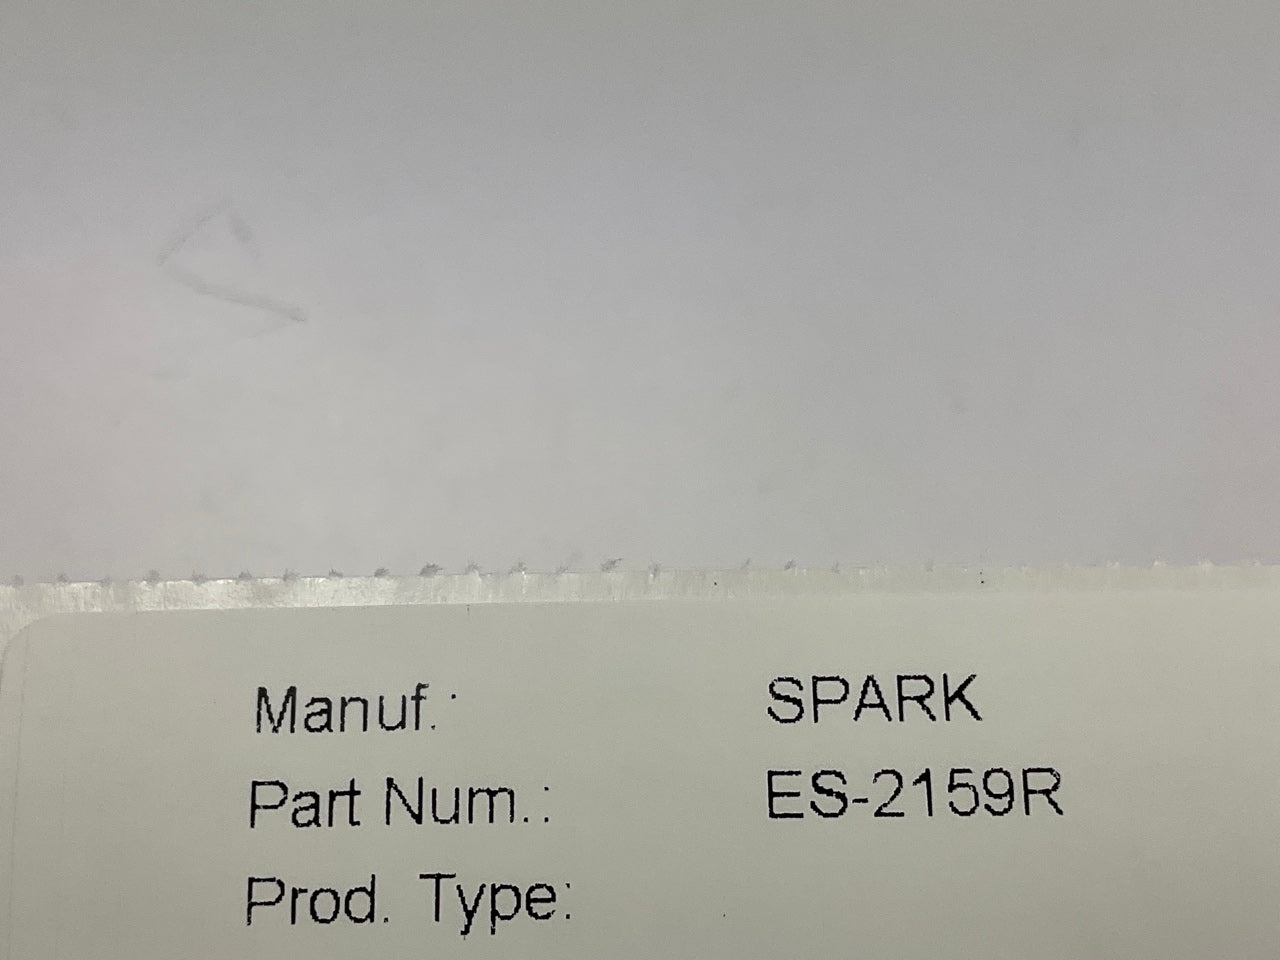 Manuf.: SPARK
Part Num.: ES-2159R
Prod. Type: